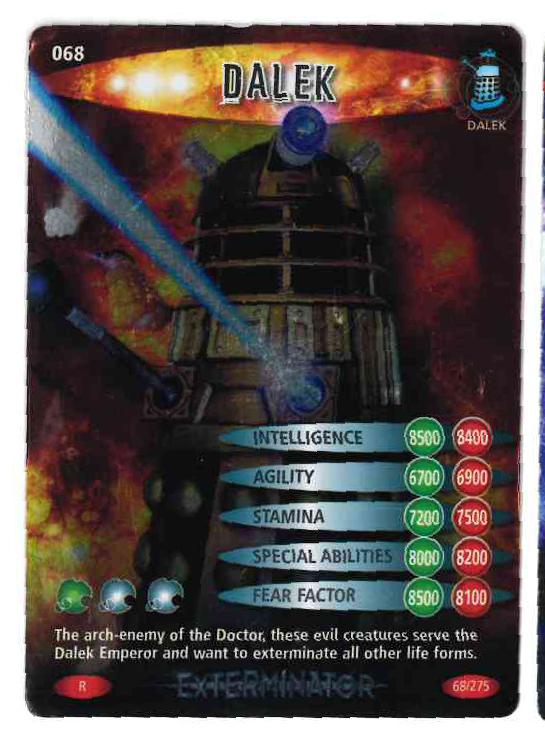 068
DALEK
DALEK
INTELLIGENCE 8500 8400
AGILITY 6700 6900
STAMINA 7200 7500
SPECIAL ABILITIES 8000 8200
FEAR FACTOR 8500 8100
The arch-enemy of the Doctor, these evil creatures serve the
Dalek Emperor and want to exterminate all other life forms.
R EXTERMINATOR 68/275